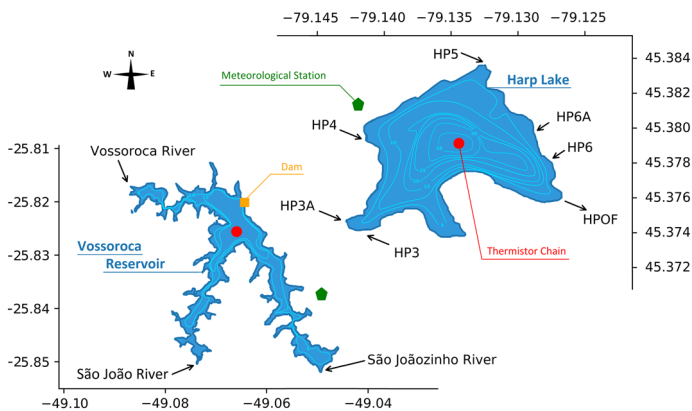 −79.145 −79.140 −79.135 −79.130 −79.125
N
W E
S
Meteorological Station
HP5
Harp Lake
45.384
45.382
HP6A
45.380
HP4
HP6
45.378
−25.81
Vossoroca River
Dam
45.376
−25.82
HP3A
HPOF
45.374
HP3
Vossoroca
Reservoir
Thermistor Chain
−25.83
45.372
−25.84
−25.85
São João River
São Joãozinho River
−49.10 −49.08 −49.06 −49.04